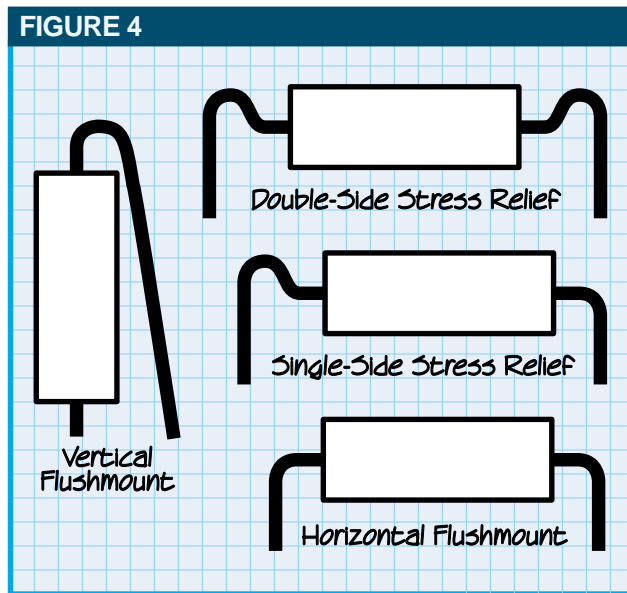 FIGURE 4
Double-Side Stress Relief
Single-Side Stress Relief
Vertical
Flushmount
Horizontal Flushmount